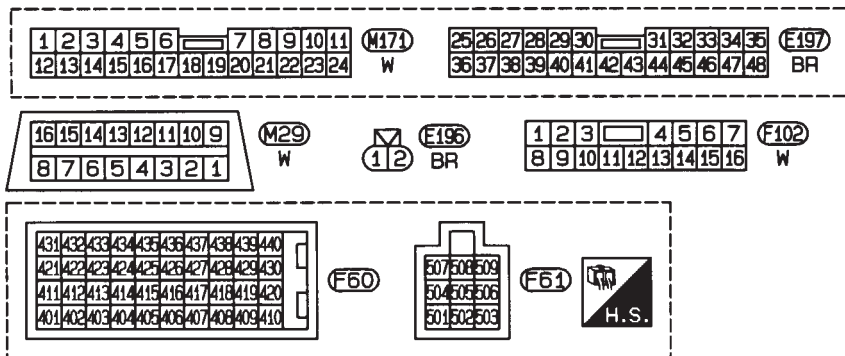 1 2 3 4 5 6 7 8 9 10 11 M171
12 13 14 15 16 17 18 19 20 21 22 23 24 W
25 26 27 28 29 30 31 32 33 34 35 E197
36 37 38 39 40 41 42 43 44 45 46 47 48 BR
16 15 14 13 12 11 10 9 M29
8 7 6 5 4 3 2 1 W
1 2 E196
BR
1 2 3 4 5 6 7 F102
8 9 10 11 12 13 14 15 16 W
431 432 433 434 435 436 437 438 439 440
421 422 423 424 425 426 427 428 429 430
411 412 413 414 415 416 417 418 419 420
401 402 403 404 405 406 407 408 409 410
F60
507 508 509
504 505 506
501 502 503
F61
H.S.